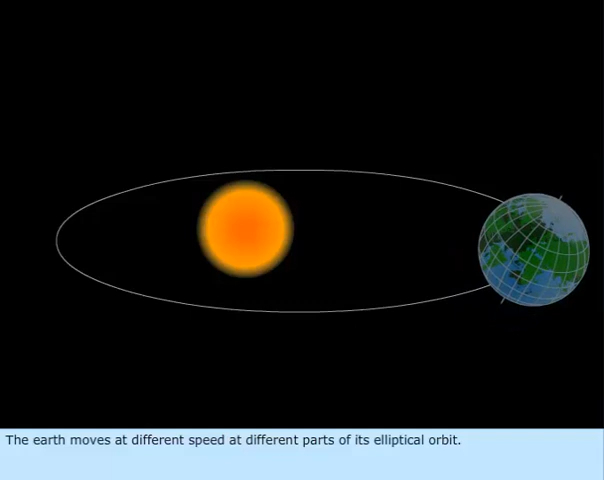 The earth moves at different speed at different parts of its elliptical orbit.